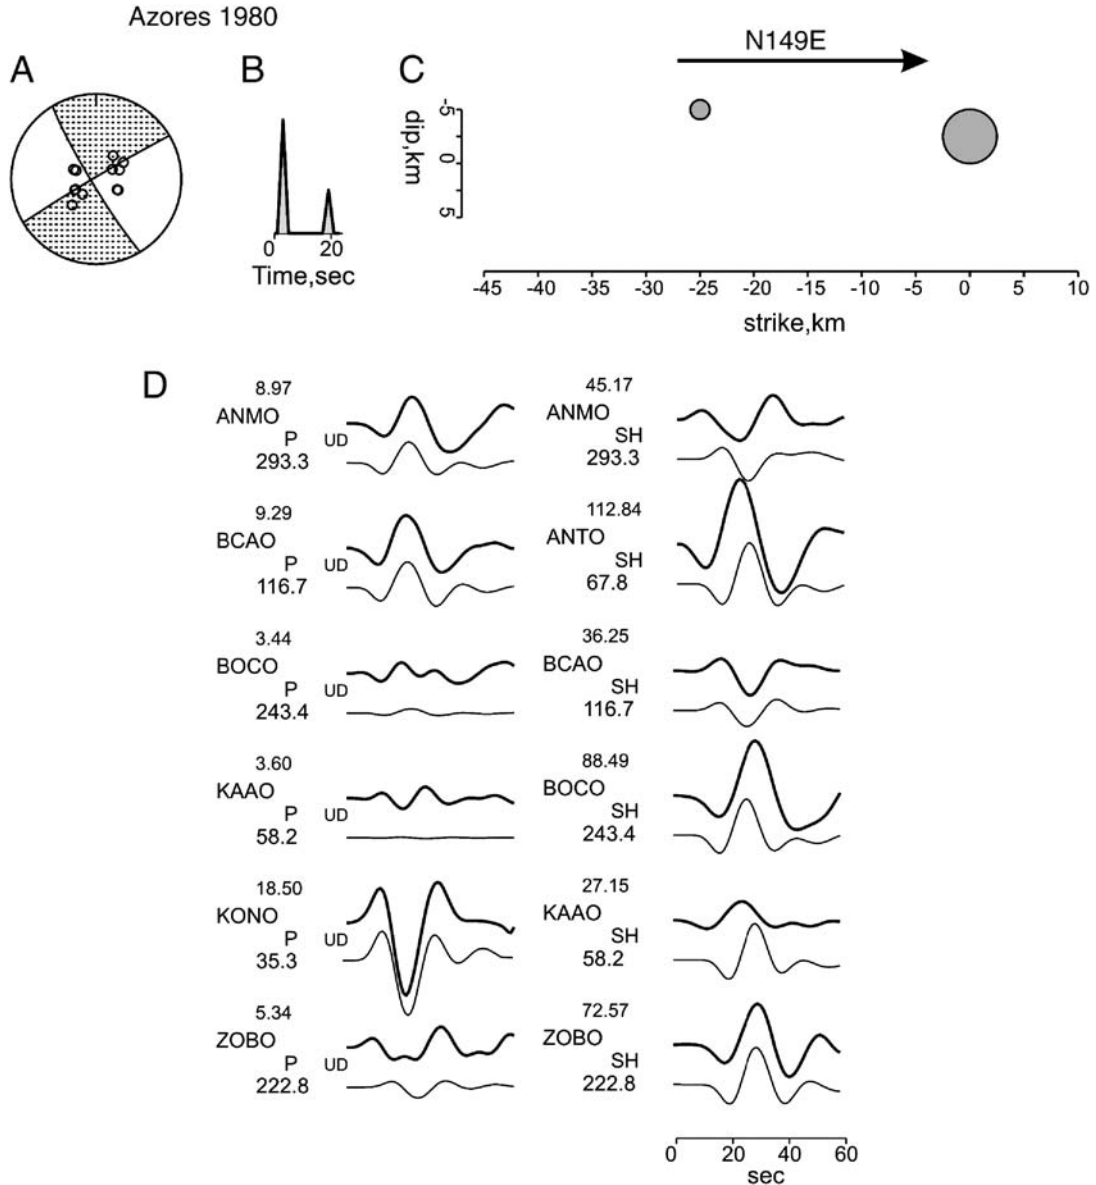 Azores 1980
A
B
C
N149E
dip,km
-5
0
5
0
20
Time,sec
-45 -40 -35 -30 -25 -20 -15 -10 -5 0 5 10
strike,km
D
8.97
ANMO
P UD
293.3
9.29
BCAO
P UD
116.7
3.44
BOCO
P UD
243.4
3.60
KAAO
P UD
58.2
18.50
KONO
P UD
35.3
5.34
ZOBO
P UD
222.8
45.17
ANMO
SH
293.3
112.84
ANTO
SH
67.8
36.25
BCAO
SH
116.7
88.49
BOCO
SH
243.4
27.15
KAAO
SH
58.2
72.57
ZOBO
SH
222.8
0 20 40 60
sec